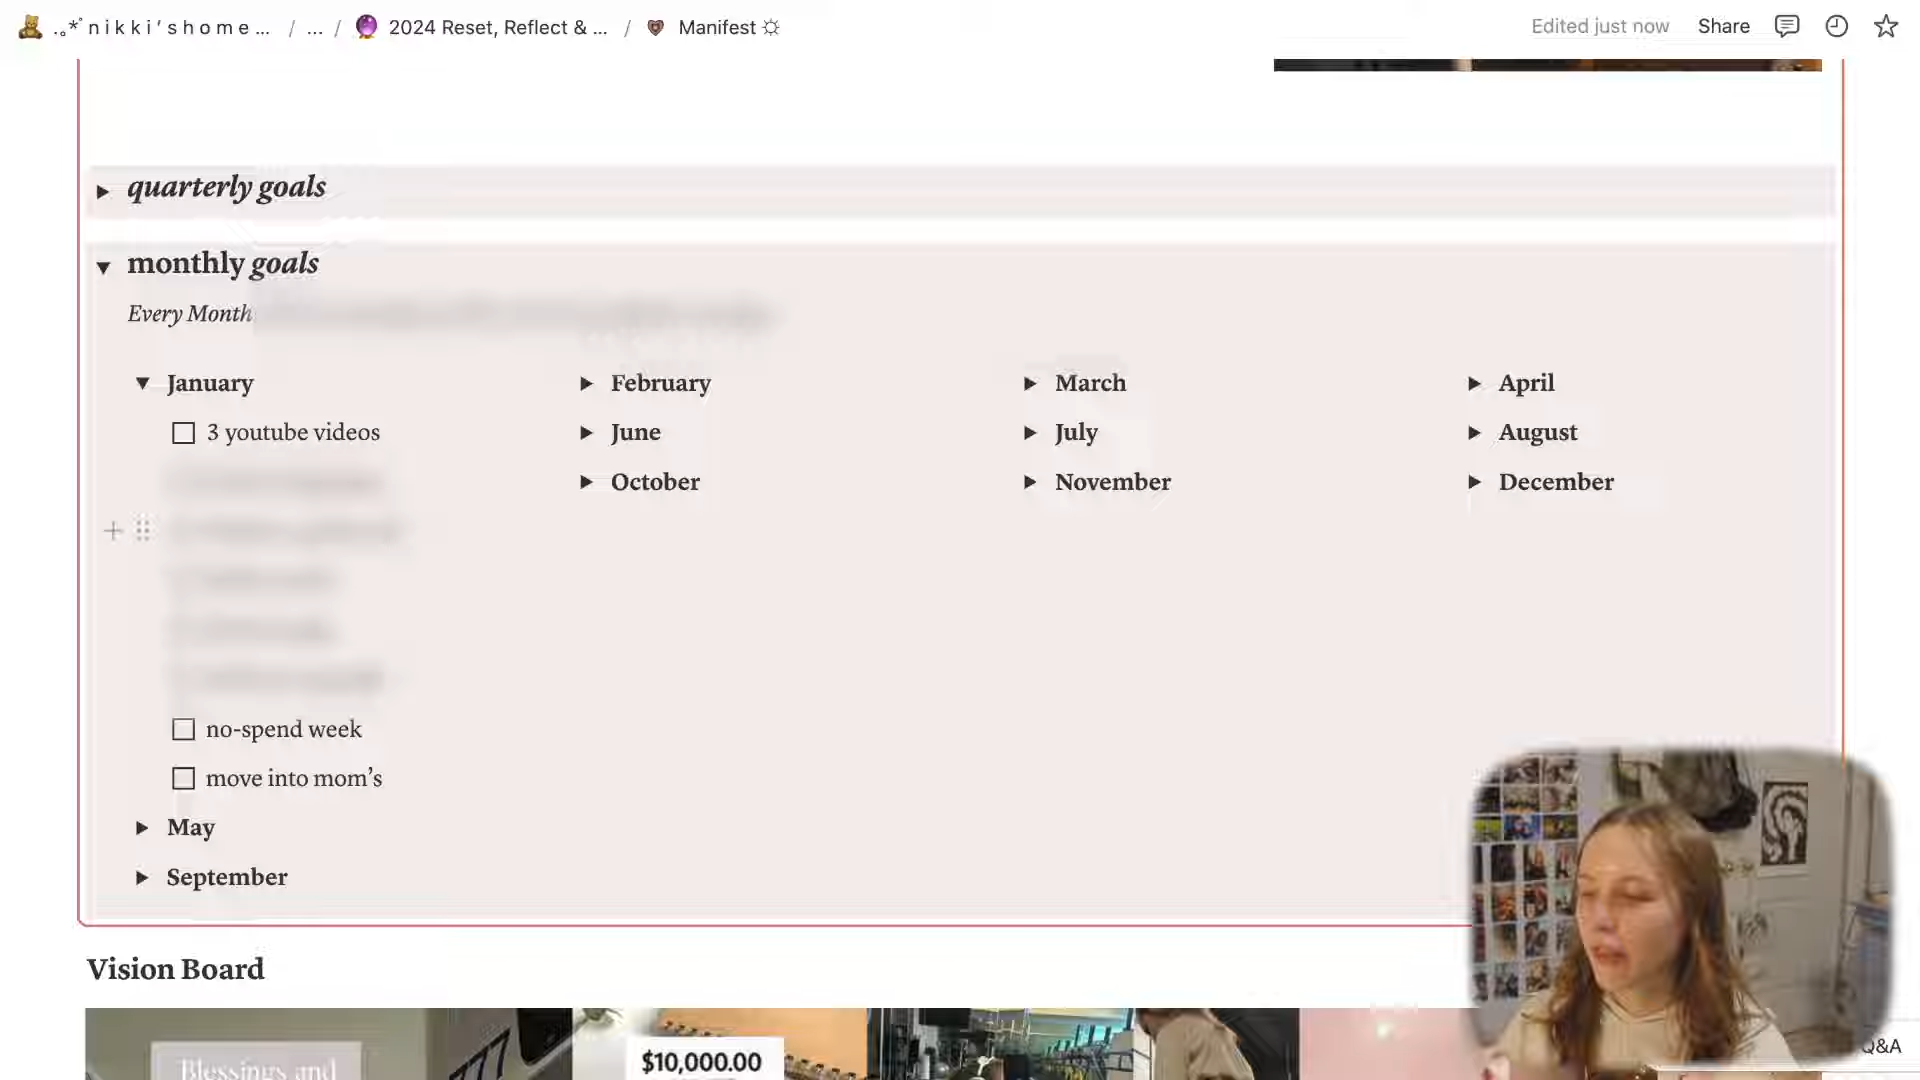 .｡*ﾟn i k k i ' s h o m e ... / ... / 2024 Reset, Reflect & ... / Manifest ☼
Edited just now Share
quarterly goals
monthly goals
Every Month
January February March April
3 youtube videos June July August
October November December
no-spend week
move into mom's
May
September
Vision Board
Blessings and
$10,000.00
Q&A